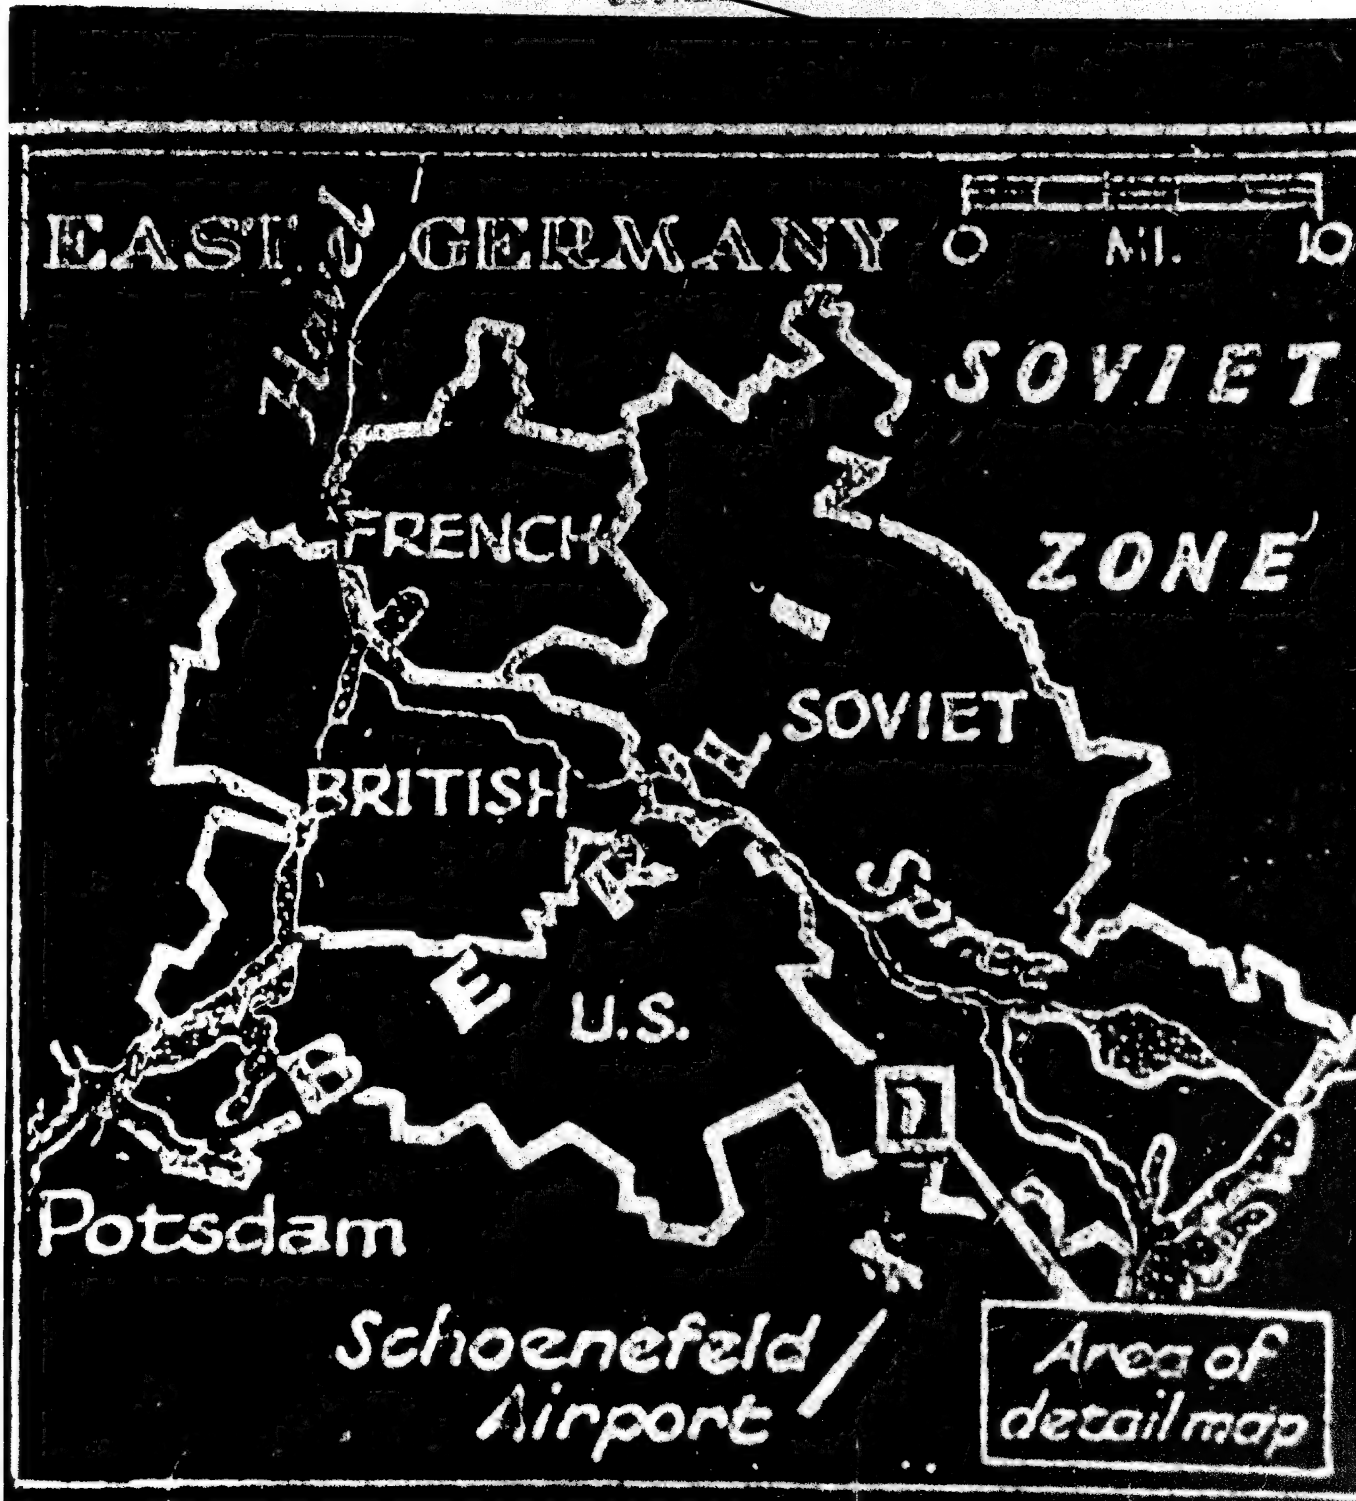 EAST GERMANY
Havel
0 MI. 10
SOVIET
ZONE
FRENCH
SOVIET
BRITISH
BERLIN
Spree
U.S.
Potsdam
Schoenefeld
Airport
Area of
detail map